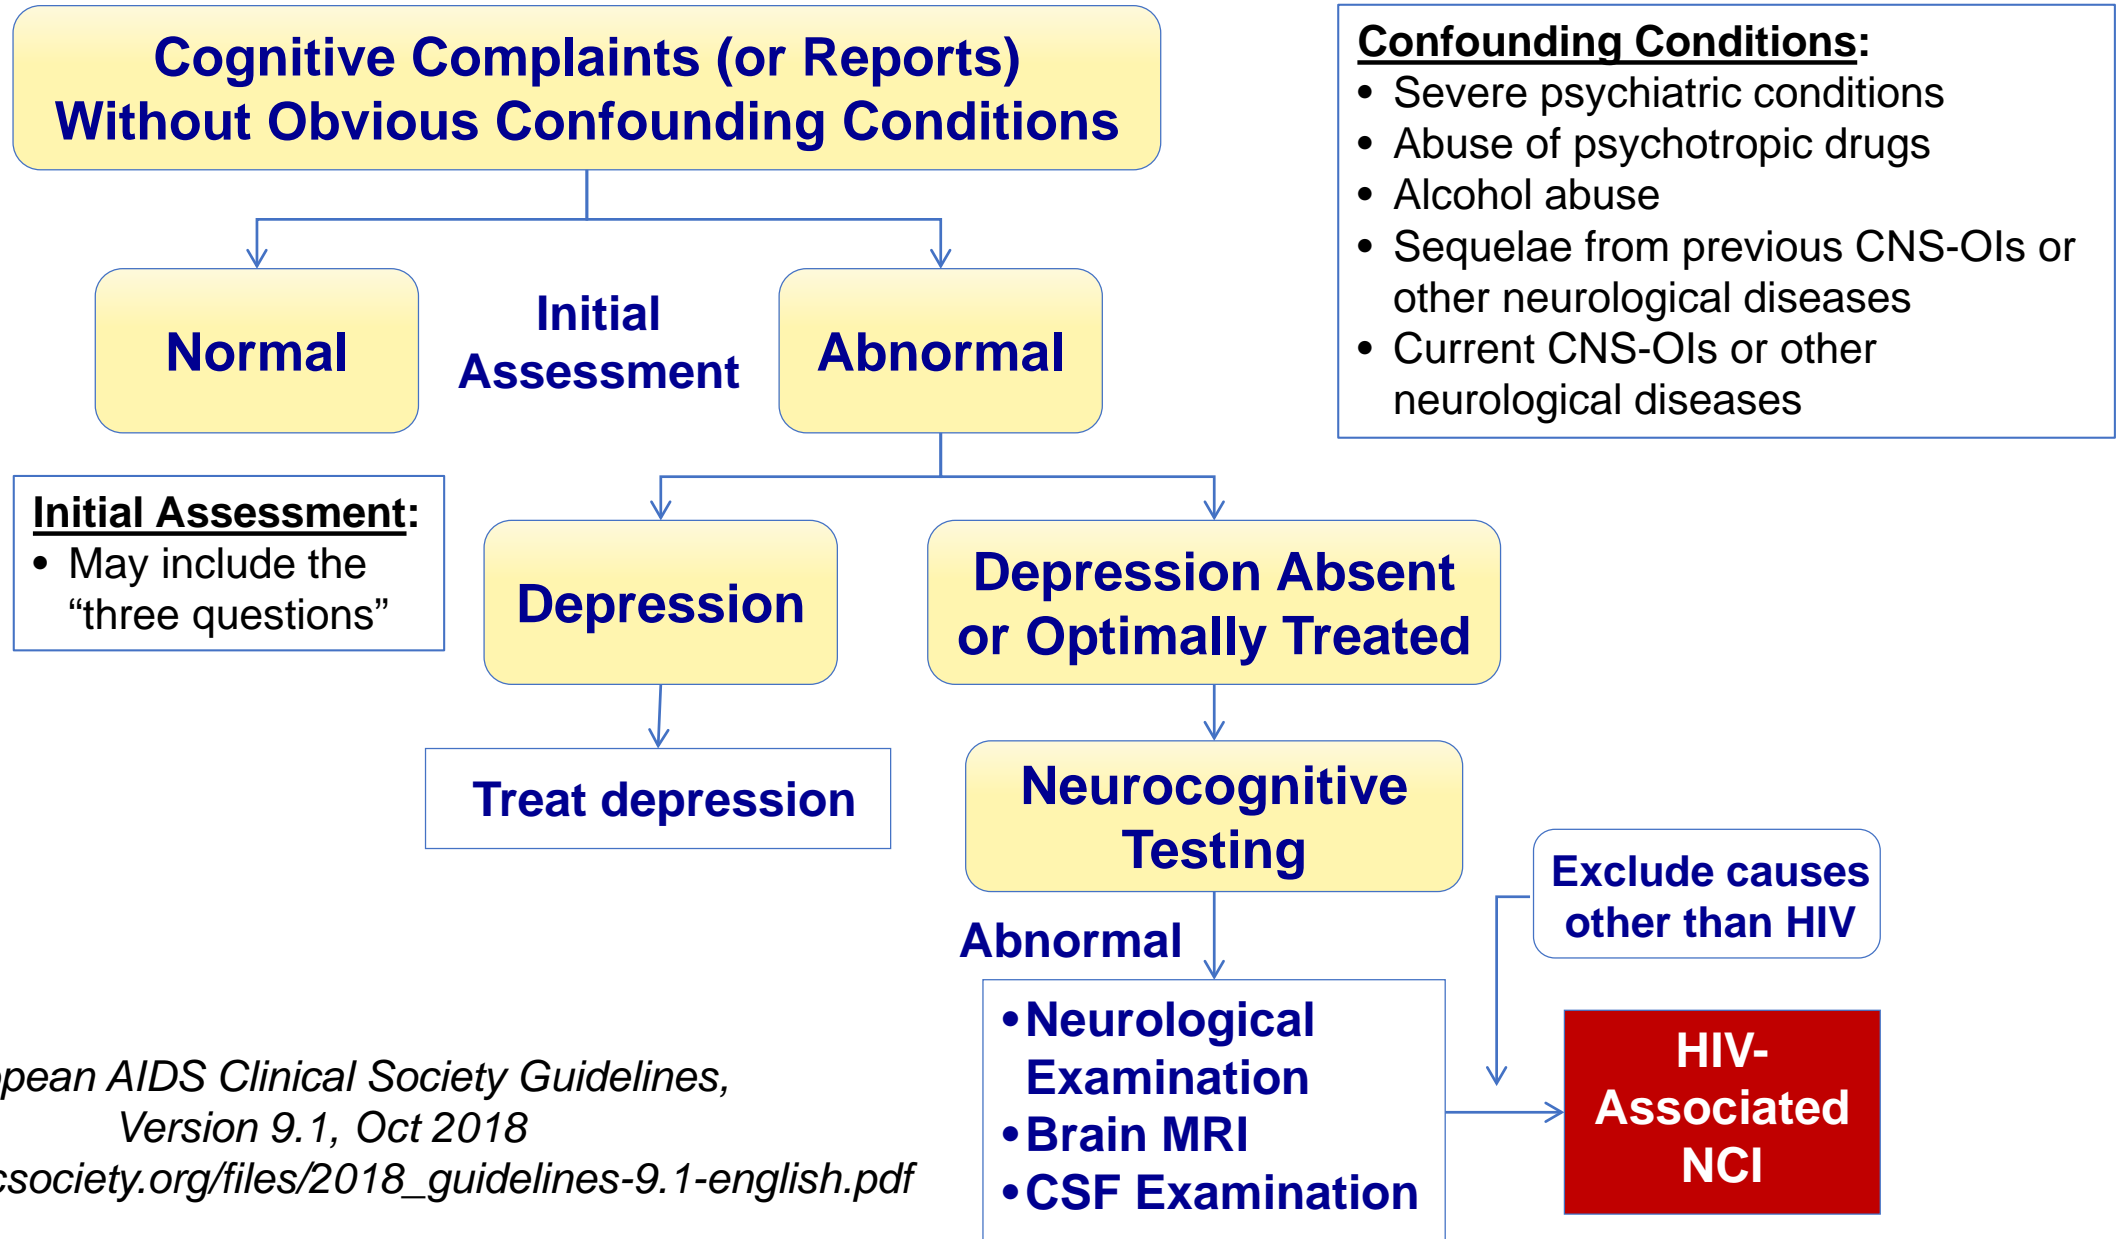 Cognitive Complaints (or Reports)
Without Obvious Confounding Conditions
Confounding Conditions:
• Severe psychiatric conditions
• Abuse of psychotropic drugs
• Alcohol abuse
• Sequelae from previous CNS-OIs or
other neurological diseases
• Current CNS-OIs or other
neurological diseases
Normal
Initial
Assessment
Abnormal
Initial Assessment:
• May include the
“three questions”
Depression
Depression Absent
or Optimally Treated
Treat depression
Neurocognitive
Testing
Exclude causes
other than HIV
Abnormal
•Neurological
Examination
•Brain MRI
•CSF Examination
HIV-
Associated
NCI
AIDS Clinical Society Guidelines,
Version 9.1, Oct 2018
csociety.org/files/2018_guidelines-9.1-english.pdf